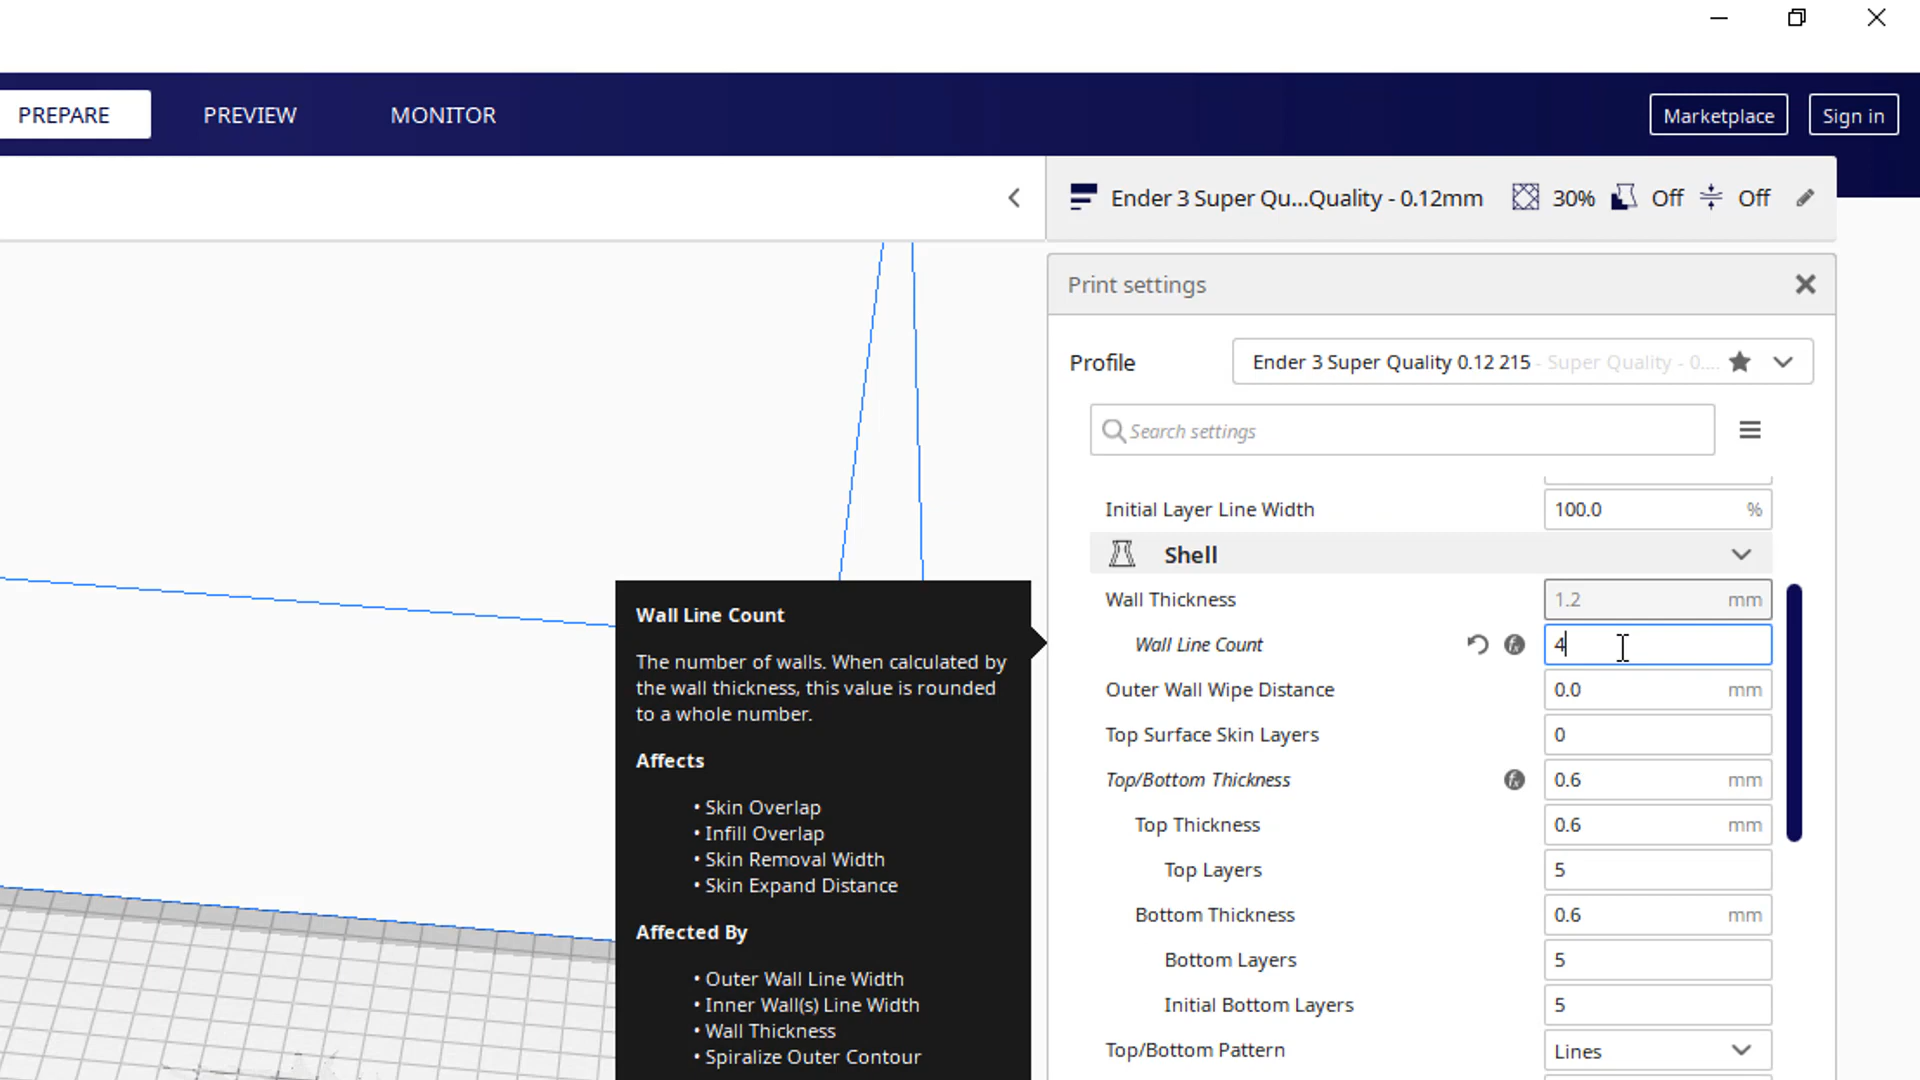 PREPARE
PREVIEW
MONITOR
Marketplace
Sign in
Ender 3 Super Qu...Quality - 0.12mm
30%
Off
Off
Print settings
Profile
Ender 3 Super Quality 0.12 215 - Super Quality - 0....
Search settings
Initial Layer Line Width
100.0 %
Shell
Wall Thickness
1.2 mm
Wall Line Count
4
Outer Wall Wipe Distance
0.0 mm
Top Surface Skin Layers
0
Top/Bottom Thickness
0.6 mm
Top Thickness
0.6 mm
Top Layers
5
Bottom Thickness
0.6 mm
Bottom Layers
5
Initial Bottom Layers
5
Top/Bottom Pattern
Lines
Wall Line Count
The number of walls. When calculated by
the wall thickness, this value is rounded
to a whole number.
Affects
• Skin Overlap
• Infill Overlap
• Skin Removal Width
• Skin Expand Distance
Affected By
• Outer Wall Line Width
• Inner Wall(s) Line Width
• Wall Thickness
• Spiralize Outer Contour